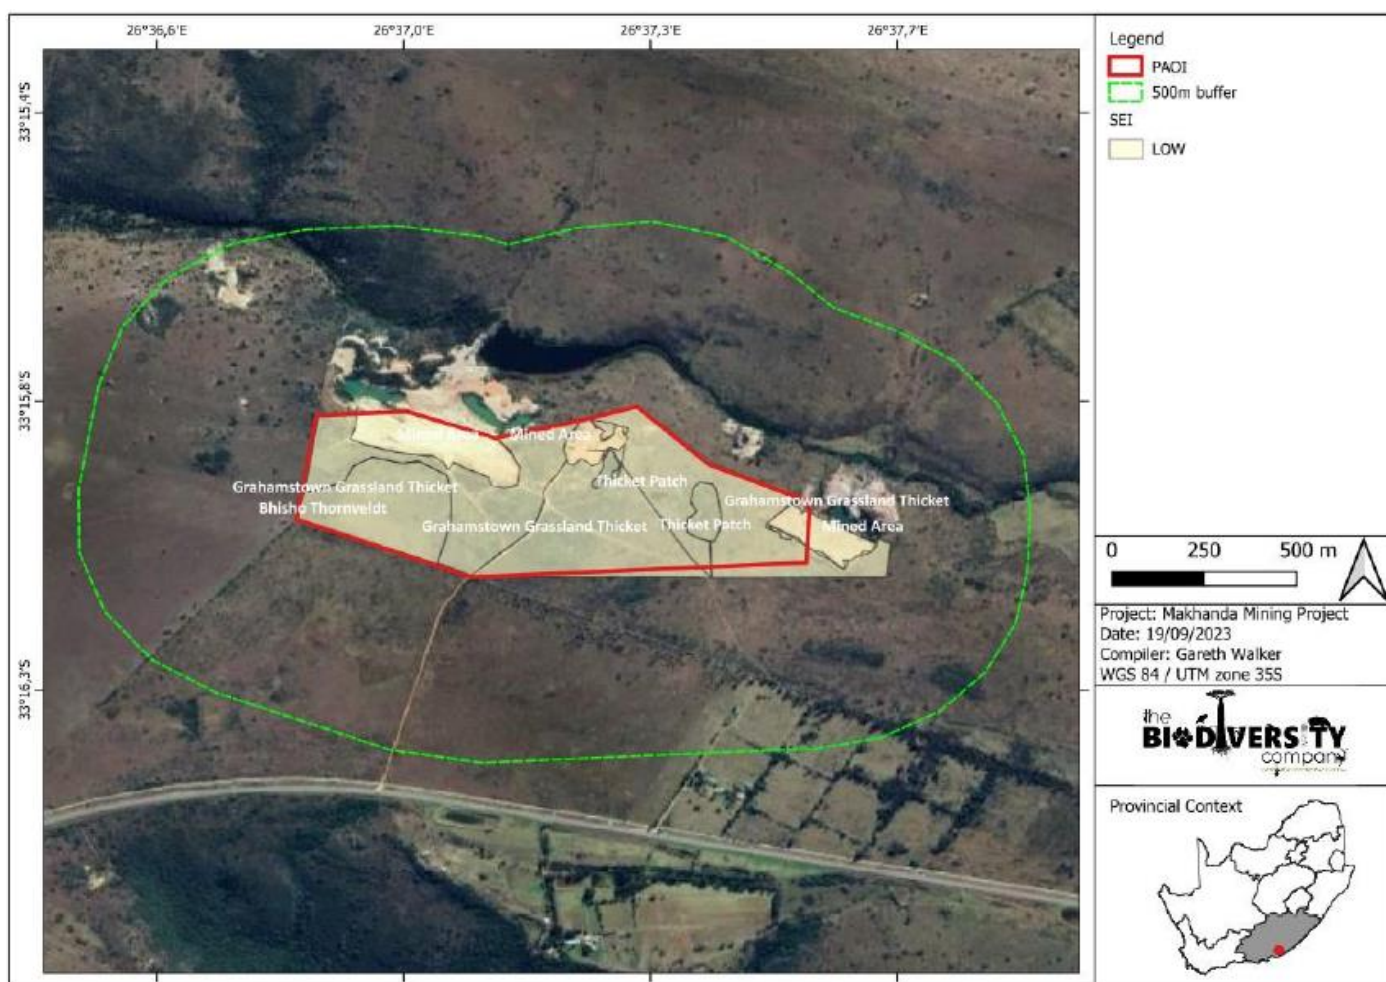 26°36,6'E 26°37,0'E 26°37,3'E 26°37,7'E
33°15,4'S
33°15,8'S
33°16,3'S
Mined Area Mined Area
Grahamstown Grassland Thicket
Thicket Patch
Bhisho Thornveldt
Grahamstown Grassland Thicket
Thicket Patch
Grahamstown Grassland Thicket
Mined Area
Legend
PAOI
500m buffer
SEI
LOW
0 250 500 m
Project: Makhanda Mining Project
Date: 19/09/2023
Compiler: Gareth Walker
WGS 84 / UTM zone 35S
the
BIODIVERSITY
company
Provincial Context